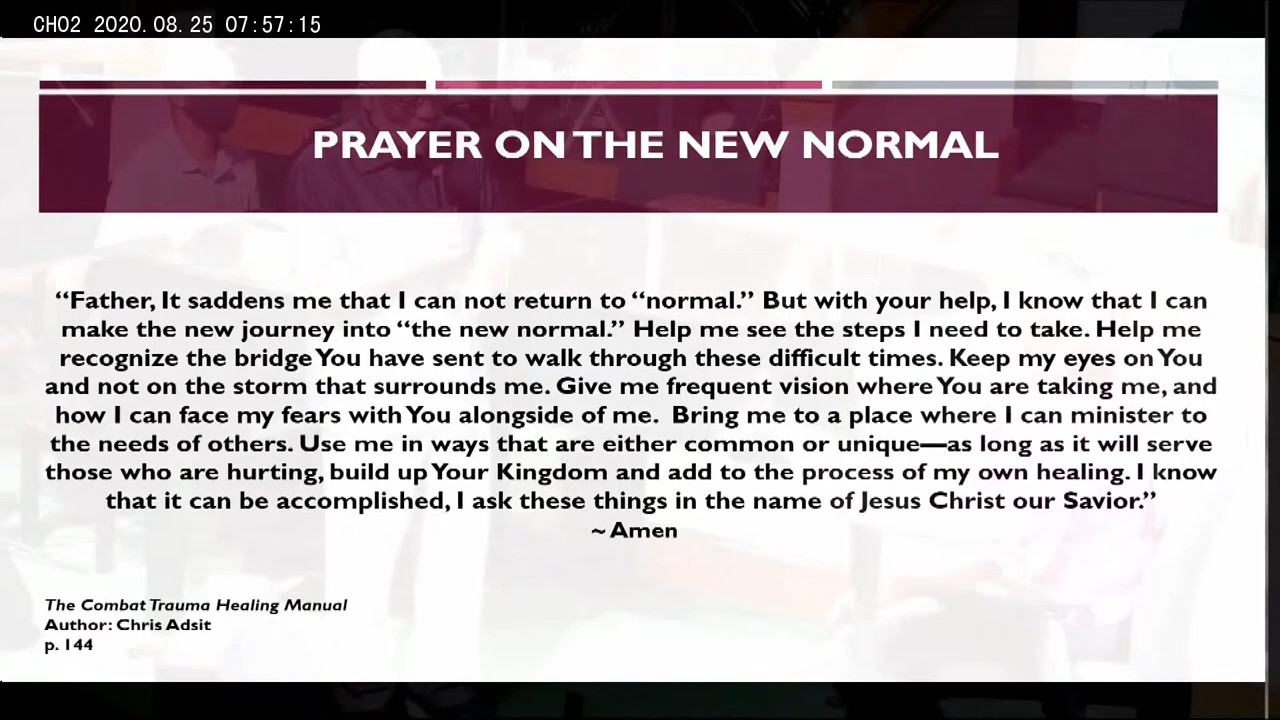 CH02 2020.08.25 07:57:15
PRAYER ON THE NEW NORMAL
“Father, It saddens me that I can not return to “normal.” But with your help, I know that I can
make the new journey into “the new normal.” Help me see the steps I need to take. Help me
recognize the bridge You have sent to walk through these difficult times. Keep my eyes on You
and not on the storm that surrounds me. Give me frequent vision where You are taking me, and
how I can face my fears with You alongside of me. Bring me to a place where I can minister to
the needs of others. Use me in ways that are either common or unique—as long as it will serve
those who are hurting, build up Your Kingdom and add to the process of my own healing. I know
that it can be accomplished, I ask these things in the name of Jesus Christ our Savior.”
~ Amen
The Combat Trauma Healing Manual
Author: Chris Adsit
p. 144